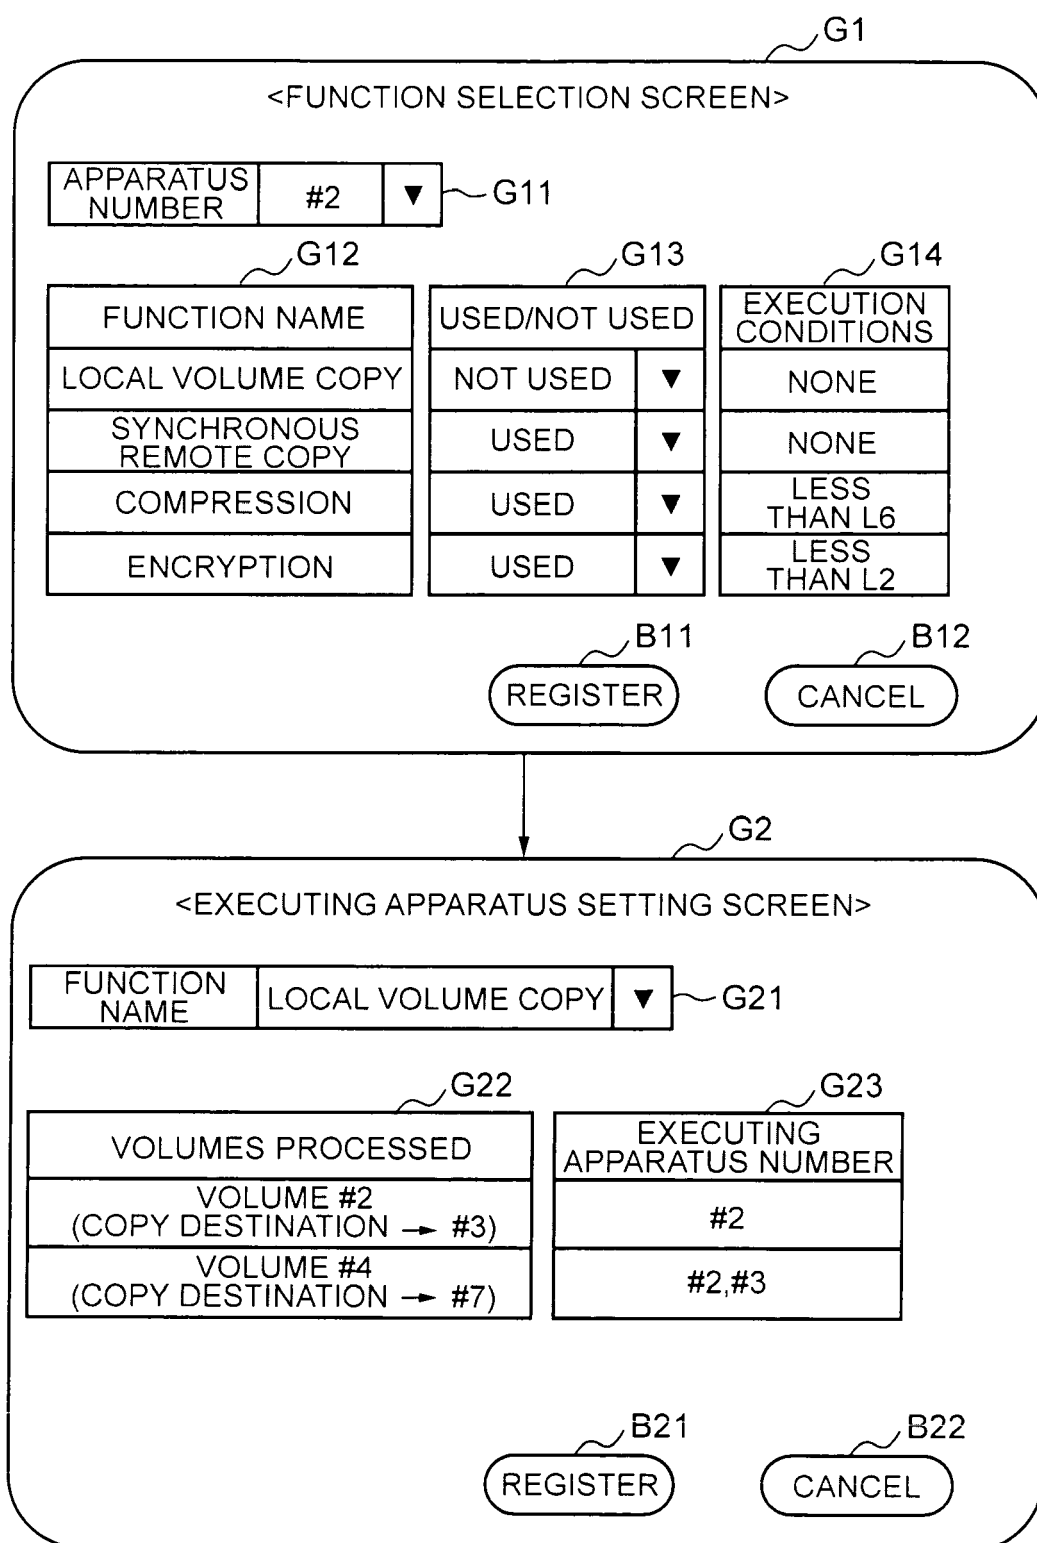 G1
<FUNCTION SELECTION SCREEN>
APPARATUS
NUMBER
#2
▼
G11
G12
G13
G14
FUNCTION NAME
USED/NOT USED
EXECUTION
CONDITIONS
LOCAL VOLUME COPY
NOT USED
▼
NONE
SYNCHRONOUS
REMOTE COPY
USED
▼
NONE
COMPRESSION
USED
▼
LESS
THAN L6
ENCRYPTION
USED
▼
LESS
THAN L2
B11
B12
REGISTER
CANCEL
G2
<EXECUTING APPARATUS SETTING SCREEN>
FUNCTION
NAME
LOCAL VOLUME COPY
▼
G21
G22
G23
VOLUMES PROCESSED
EXECUTING
APPARATUS NUMBER
VOLUME #2
(COPY DESTINATION → #3)
#2
VOLUME #4
(COPY DESTINATION → #7)
#2,#3
B21
B22
REGISTER
CANCEL